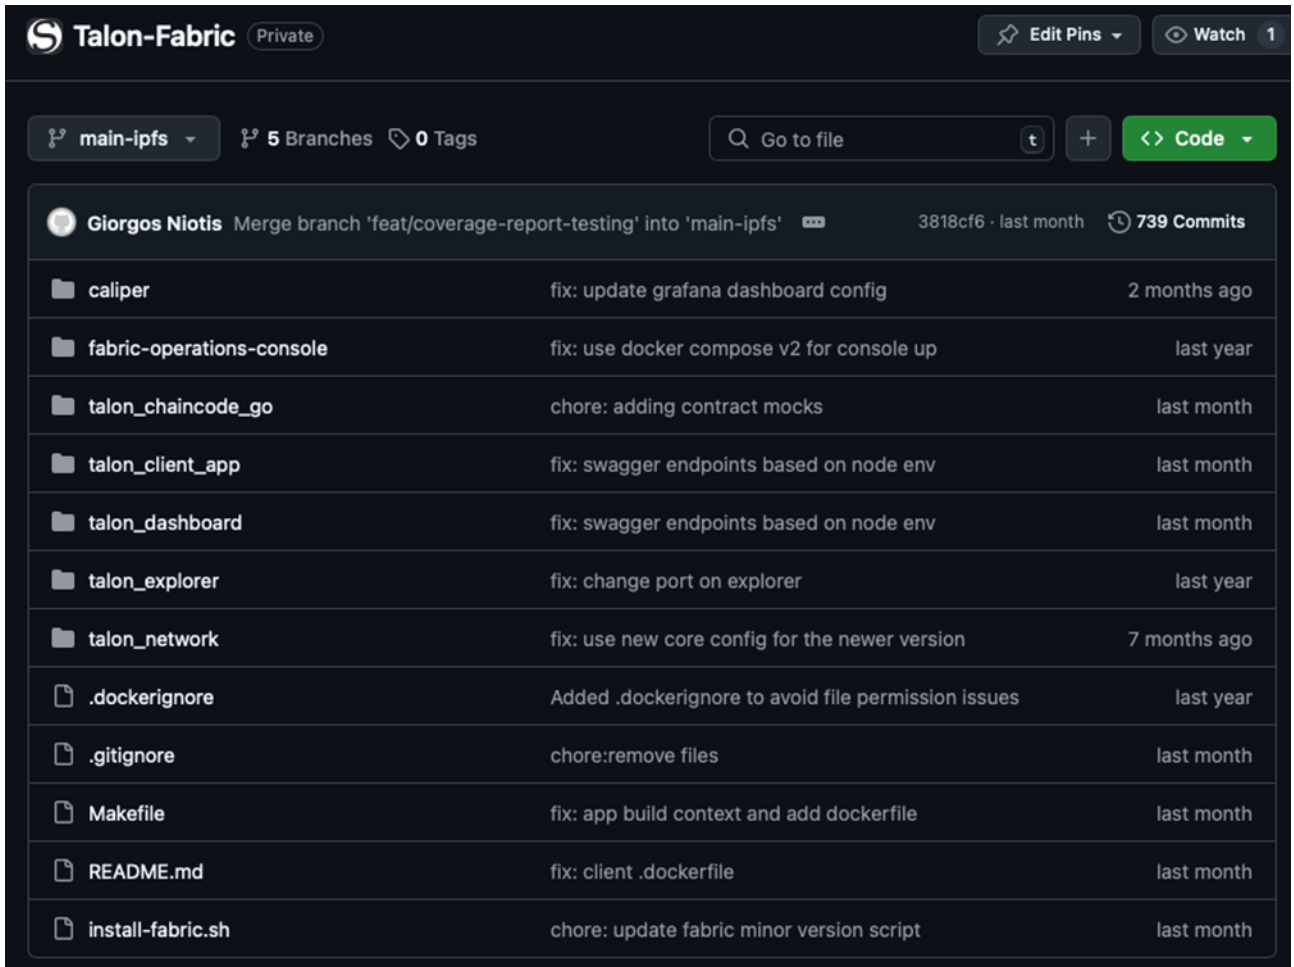 Talon-Fabric Private Edit Pins Watch 1
main-ipfs 5 Branches 0 Tags Go to file t + Code
Giorgos Niotis Merge branch 'feat/coverage-report-testing' into 'main-ipfs' 3818cf6 · last month 739 Commits
caliper fix: update grafana dashboard config 2 months ago
fabric-operations-console fix: use docker compose v2 for console up last year
talon_chaincode_go chore: adding contract mocks last month
talon_client_app fix: swagger endpoints based on node env last month
talon_dashboard fix: swagger endpoints based on node env last month
talon_explorer fix: change port on explorer last year
talon_network fix: use new core config for the newer version 7 months ago
.dockerignore Added .dockerignore to avoid file permission issues last year
.gitignore chore:remove files last month
Makefile fix: app build context and add dockerfile last month
README.md fix: client .dockerfile last month
install-fabric.sh chore: update fabric minor version script last month